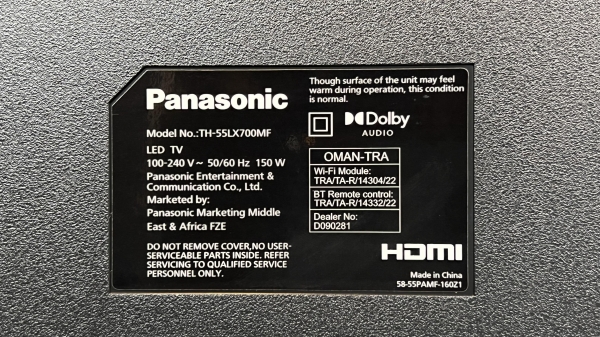 Panasonic
Model No.:TH-55LX700MF
LED TV
100-240 V ~ 50/60 Hz 150 W
Panasonic Entertainment &
Communication Co., Ltd.
Marketed by:
Panasonic Marketing Middle
East & Africa FZE
DO NOT REMOVE COVER,NO USER-
SERVICEABLE PARTS INSIDE. REFER
SERVICING TO QUALIFIED SERVICE
PERSONNEL ONLY.
Though surface of the unit may feel
warm during operation, this condition
is normal.
Dolby
AUDIO
OMAN-TRA
Wi-Fi Module:
TRA/TA-R/14304/22
BT Remote control:
TRA/TA-R/14332/22
Dealer No:
D090281
HDMI
Made in China
58-55PAMF-160Z1